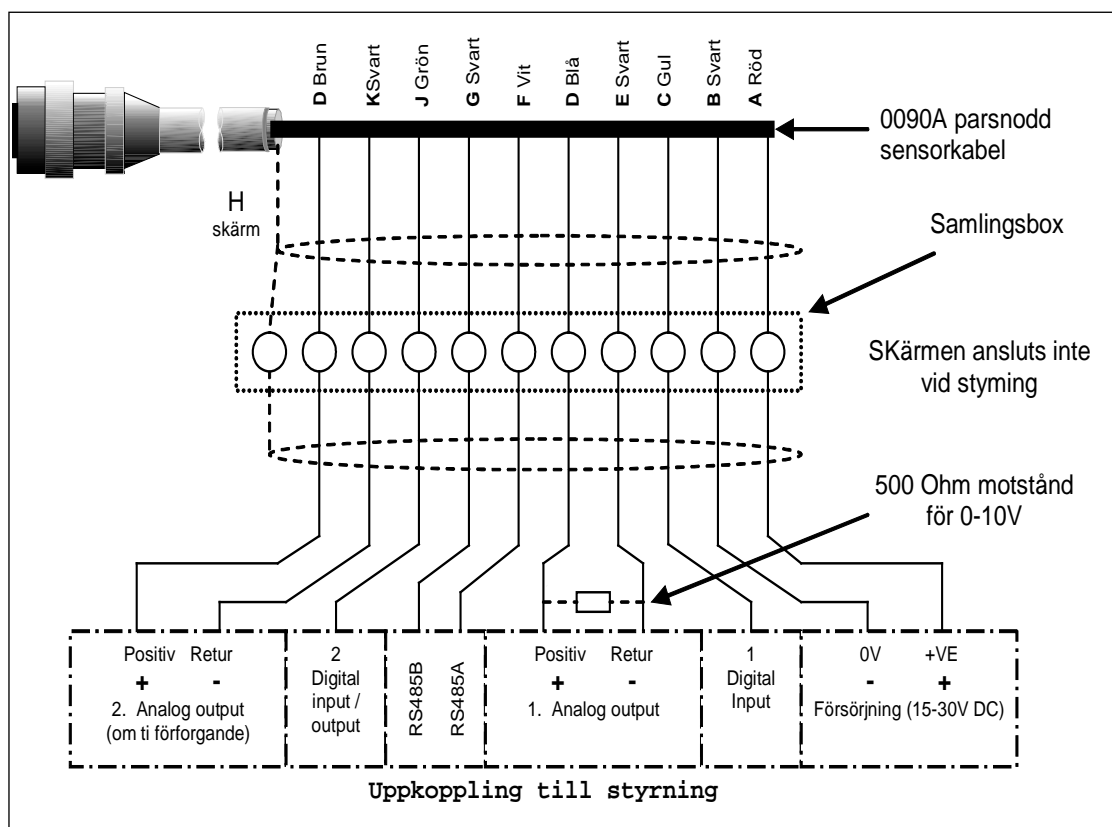 D Brun
KSvart
J Grön
G Svart
F Vit
D Blå
E Svart
C Gul
B Svart
A Röd
0090A parsnodd
sensorkabel
H
skärm
Samlingsbox
SKärmen ansluts inte
vid styrning
500 Ohm motstånd
för 0-10V
Positiv Retur
+ -
2. Analog output
(om ti förforgande)
2
Digital
input /
output
RS485B
RS485A
Positiv Retur
+ -
1. Analog output
1
Digital
Input
0V +VE
- +
Försörjning (15-30V DC)
Uppkoppling till styrning